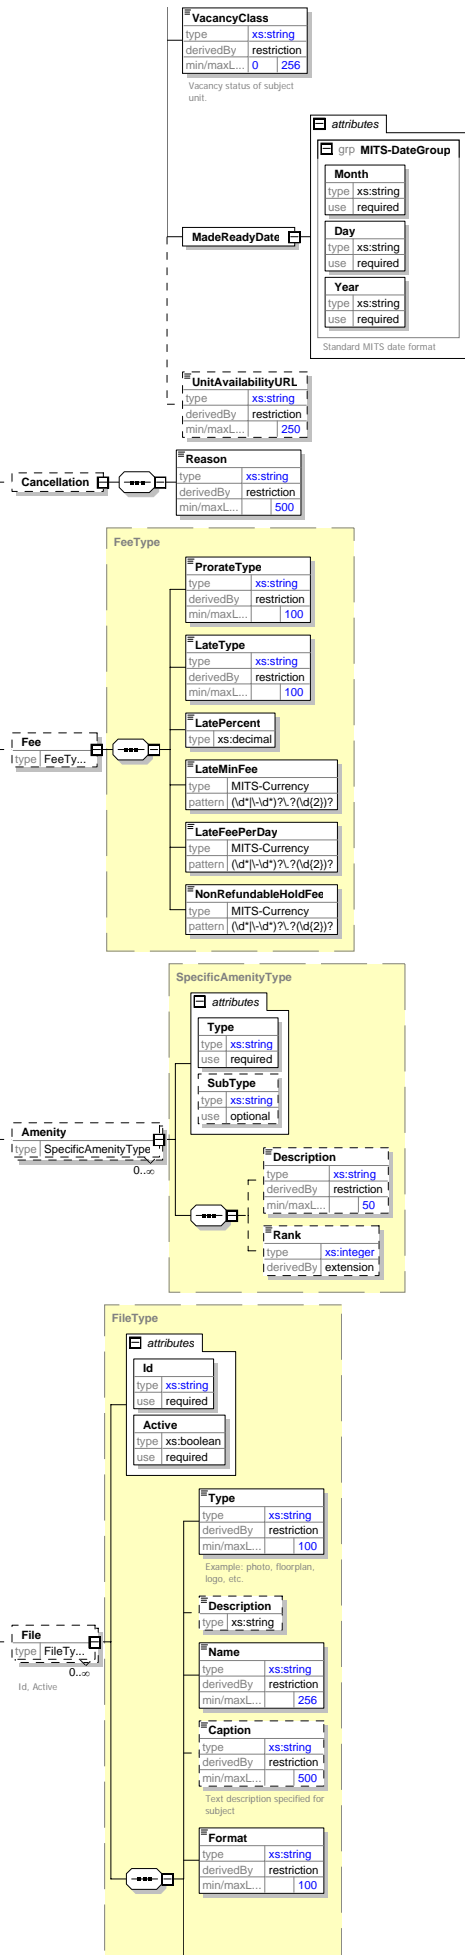 VacancyClass
type xs:string
derivedBy restriction
min/maxL... 0 256
Vacancy status of subject
unit.
attributes
grp MITS-DateGroup
Month
type xs:string
use required
Day
type xs:string
use required
Year
type xs:string
use required
Standard MITS date format
MadeReadyDate
UnitAvailabilityURL
type xs:string
derivedBy restriction
min/maxL... 250
Cancellation
Reason
type xs:string
derivedBy restriction
min/maxL... 500
FeeType
Fee
type FeeTy...
ProrateType
type xs:string
derivedBy restriction
min/maxL... 100
LateType
type xs:string
derivedBy restriction
min/maxL... 100
LatePercent
type xs:decimal
LateMinFee
type MITS-Currency
pattern (\d*|\-\d*)?\.?(\d{2})?
LateFeePerDay
type MITS-Currency
pattern (\d*|\-\d*)?\.?(\d{2})?
NonRefundableHoldFee
type MITS-Currency
pattern (\d*|\-\d*)?\.?(\d{2})?
SpecificAmenityType
attributes
Type
type xs:string
use required
SubType
type xs:string
use optional
Amenity
type SpecificAmenityType
0..∞
Description
type xs:string
derivedBy restriction
min/maxL... 50
Rank
type xs:integer
derivedBy extension
FileType
attributes
Id
type xs:string
use required
Active
type xs:boolean
use required
File
type FileTy...
0..∞
Id, Active
Type
type xs:string
derivedBy restriction
min/maxL... 100
Example: photo, floorplan,
logo, etc.
Description
type xs:string
Name
type xs:string
derivedBy restriction
min/maxL... 256
Caption
type xs:string
derivedBy restriction
min/maxL... 500
Text description specified for
subject
Format
type xs:string
derivedBy restriction
min/maxL... 100